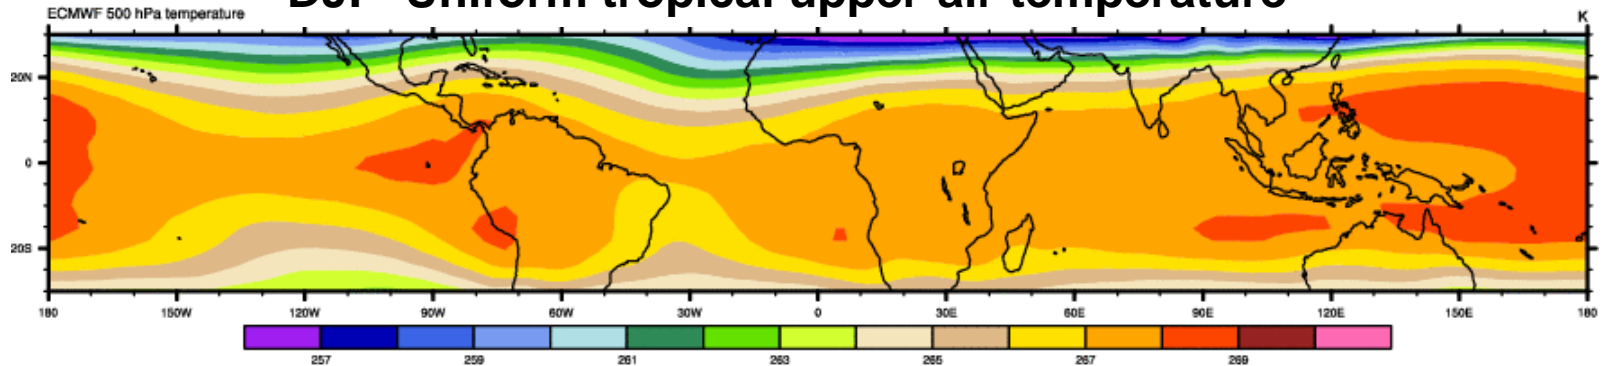 DJF Uniform tropical upper air temperature
ECMWF 500 hPa temperature K
20N
0
20S
180 150W 120W 90W 60W 30W 0 30E 60E 90E 120E 150E 180
257 259 261 263 265 267 269